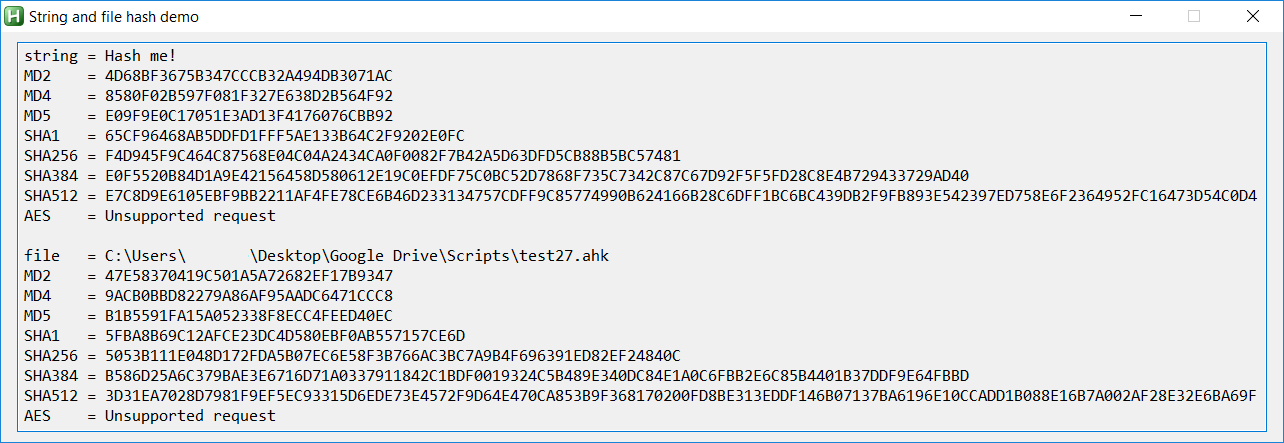 String and file hash demo
string = Hash me!
MD2    = 4D68BF3675B347CCCB32A494DB3071AC
MD4    = 8580F02B597F081F327E638D2B564F92
MD5    = E09F9E0C17051E3AD13F4176076CBB92
SHA1   = 65CF96468AB5DDFD1FFF5AE133B64C2F9202E0FC
SHA256 = F4D945F9C464C87568E04C04A2434CA0F0082F7B42A5D63DFD5CB88B5BC57481
SHA384 = E0F5520B84D1A9E42156458D580612E19C0EFDF75C0BC52D7868F735C7342C87C67D92F5F5FD28C8E4B729433729AD40
SHA512 = E7C8D9E6105EBF9BB2211AF4FE78CE6B46D233134757CDFF9C85774990B624166B28C6DFF1BC6BC439DB2F9FB893E542397ED758E6F2364952FC16473D54C0D4
AES    = Unsupported request
file   = C:\Users\       \Desktop\Google Drive\Scripts\test27.ahk
MD2    = 47E58370419C501A5A72682EF17B9347
MD4    = 9ACB0BBD82279A86AF95AADC6471CCC8
MD5    = B1B5591FA15A052338F8ECC4FEED40EC
SHA1   = 5FBA8B69C12AFCE23DC4D580EBF0AB557157CE6D
SHA256 = 5053B111E048D172FDA5B07EC6E58F3B766AC3BC7A9B4F696391ED82EF24840C
SHA384 = B586D25A6C379BAE3E6716D71A0337911842C1BDF0019324C5B489E340DC84E1A0C6FBB2E6C85B4401B37DDF9E64FBBD
SHA512 = 3D31EA7028D7981F9EF5EC93315D6EDE73E4572F9D64E470CA853B9F368170200FD8BE313EDDF146B07137BA6196E10CCADD1B088E16B7A002AF28E32E6BA69F
AES    = Unsupported request